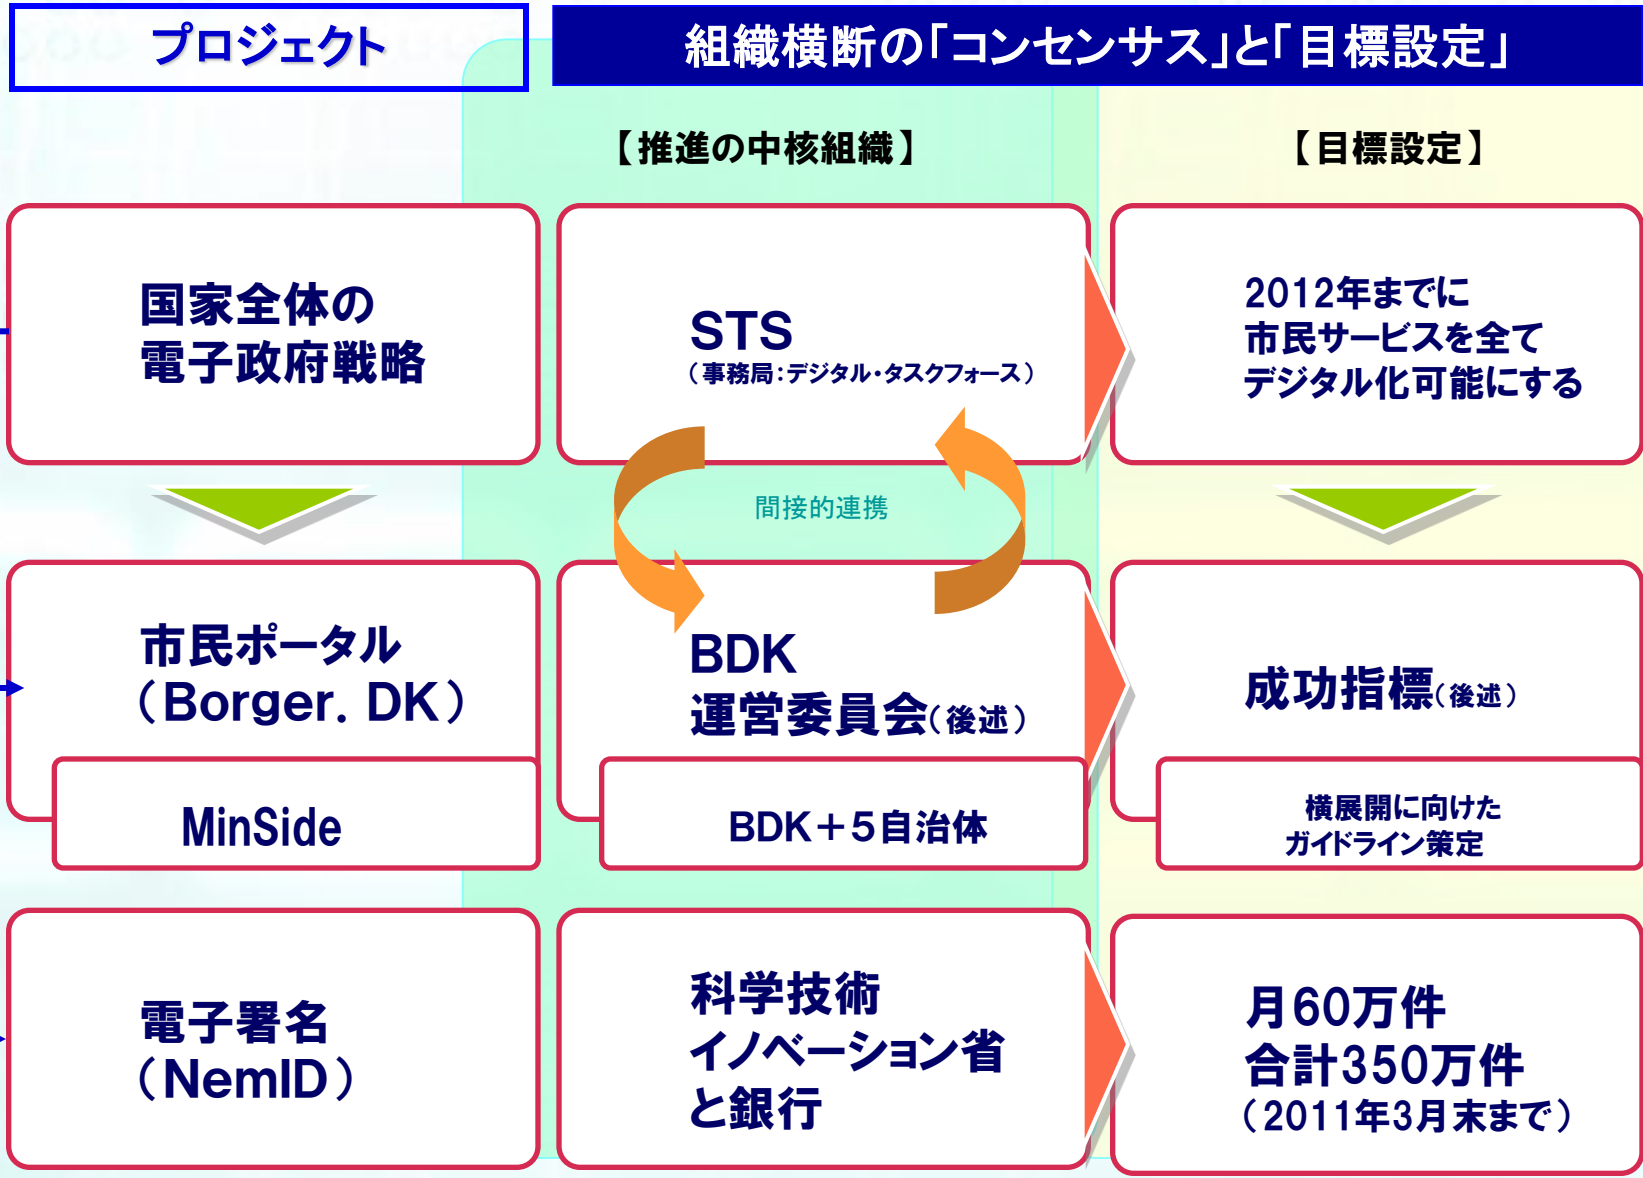 プロジェクト
組織横断の「コンセンサス」と「目標設定」
【推進の中核組織】
【目標設定】
国家全体の
電子政府戦略
STS
（事務局：デジタル・タスクフォース）
2012年までに
市民サービスを全て
デジタル化可能にする
間接的連携
市民ポータル
（Borger．DK）
BDK
運営委員会（後述）
成功指標（後述）
MinSide
BDK＋5自治体
横展開に向けた
ガイドライン策定
電子署名
（NemID）
科学技術
イノベーション省
と銀行
月60万件
合計350万件
（2011年3月末まで）